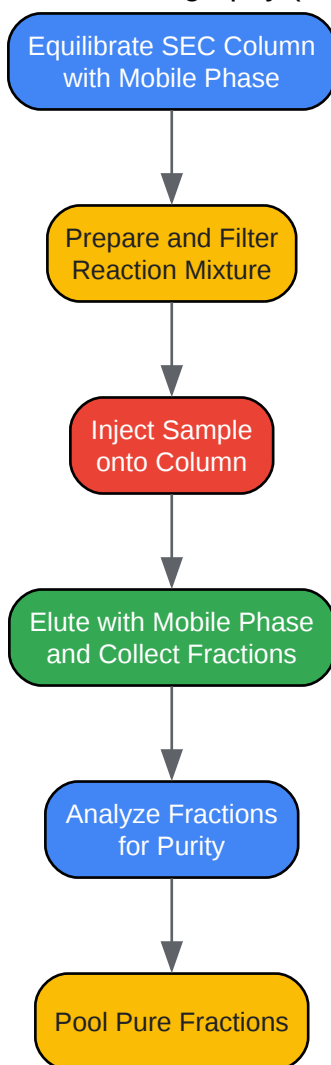 Equilibrate SEC Column
with Mobile Phase
Prepare and Filter
Reaction Mixture
Inject Sample
onto Column
Elute with Mobile Phase
and Collect Fractions
Analyze Fractions
for Purity
Pool Pure Fractions